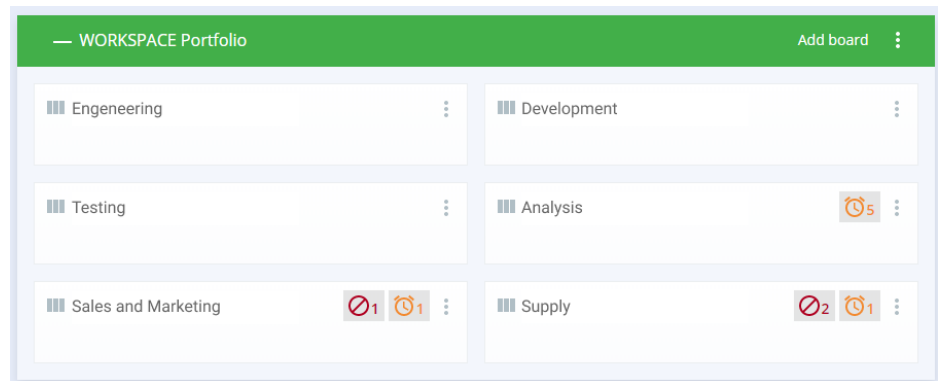 — WORKSPACE Portfolio Add board
Engeneering Development
Testing Analysis 5
Sales and Marketing 1 1 Supply 2 1